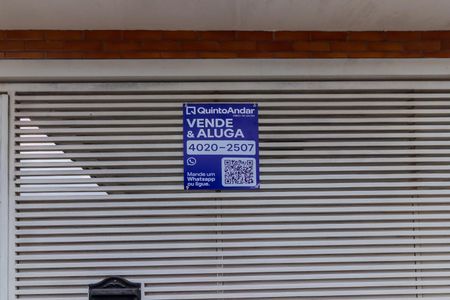 QuintoAndar
VENDE
& ALUGA
4020-2507
Mande um
Whatsapp
ou ligue.